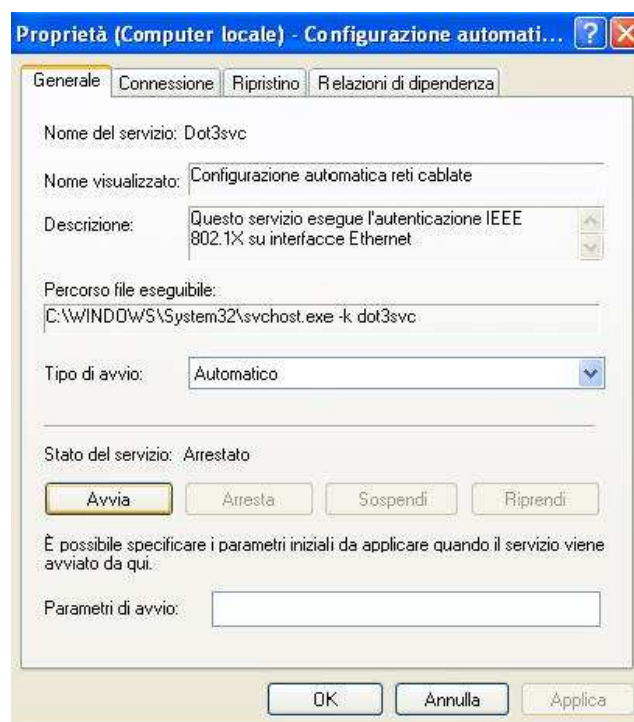 Proprietà (Computer locale) - Configurazione automati...
Generale Connessione Ripristino Relazioni di dipendenza
Nome del servizio: Dot3svc
Nome visualizzato: Configurazione automatica reti cablate
Descrizione: Questo servizio esegue l'autenticazione IEEE
802.1X su interfacce Ethernet
Percorso file eseguibile:
C:\WINDOWS\System32\svchost.exe -k dot3svc
Tipo di avvio: Automatico
Stato del servizio: Arrestato
Avvia Arresta Sospendi Riprendi
È possibile specificare i parametri iniziali da applicare quando il servizio viene
avviato da qui.
Parametri di avvio:
OK Annulla Applica